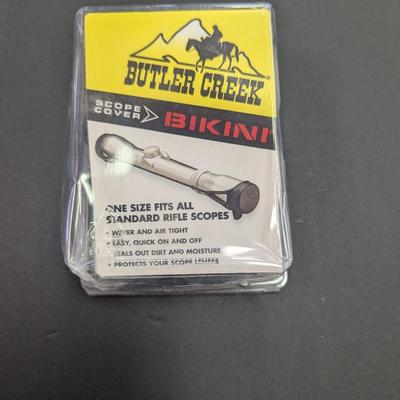 BUTLER CREEK
SCOPE
COVER
BIKINI
ONE SIZE FITS ALL
STANDARD RIFLE SCOPES
• WATER AND AIR TIGHT
• EASY, QUICK ON AND OFF
• SEALS OUT DIRT AND MOISTURE
• PROTECTS YOUR SCOPE LENSES